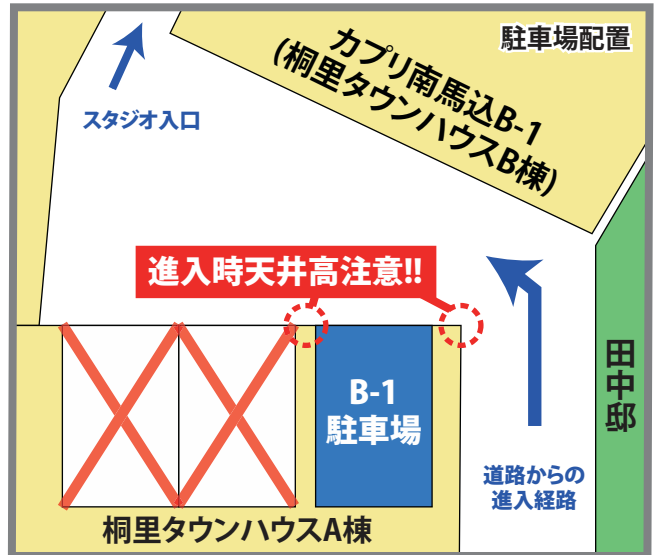 駐車場配置
カプリ南馬込B-1
(桐里タウンハウスB棟)
スタジオ入口
進入時天井高注意!!
B-1
駐車場
田中邸
道路からの
進入経路
桐里タウンハウスA棟